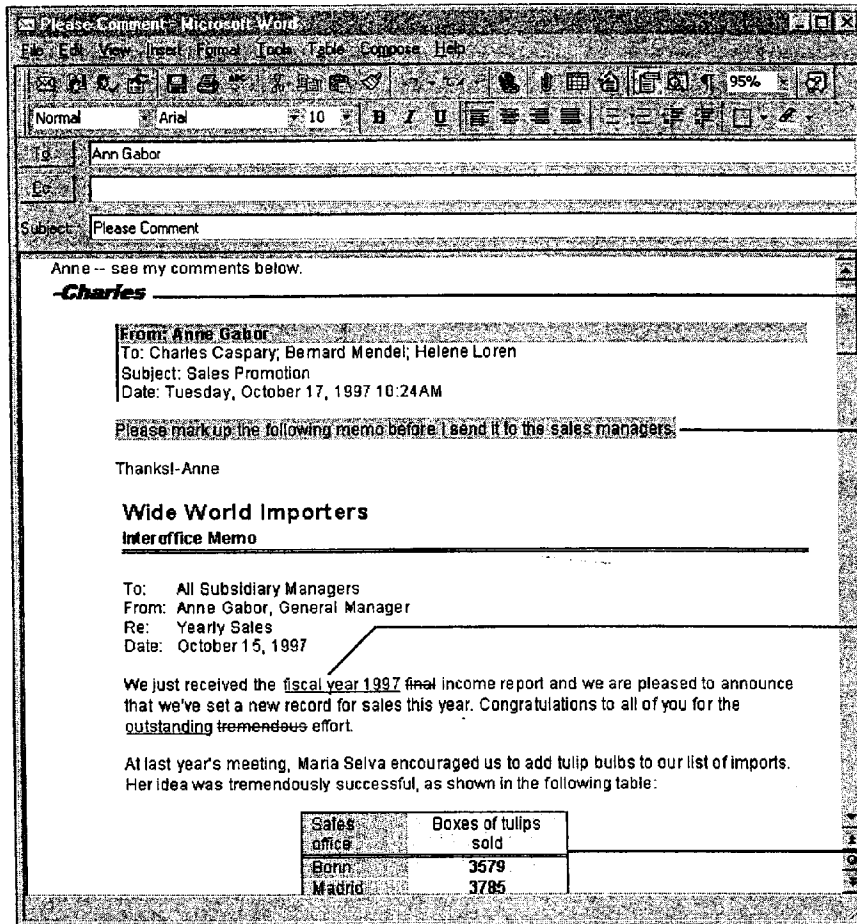 Please Comment - Microsoft Word
File Edit View Insert Format Tools Table Compose Help
95%
Normal Arial 10 B I U
To Ann Gabor
Cc
Subject: Please Comment
Anne -- see my comments below.
-Charles
From: Anne Gabor
To: Charles Caspary; Bernard Mendel; Helene Loren
Subject: Sales Promotion
Date: Tuesday, October 17, 1997 10:24AM
Please mark up the following memo before I send it to the sales managers.
Thanks!-Anne
Wide World Importers
Interoffice Memo
To: All Subsidiary Managers
From: Anne Gabor, General Manager
Re: Yearly Sales
Date: October 15, 1997
We just received the fiscal year 1997 final income report and we are pleased to announce
that we've set a new record for sales this year. Congratulations to all of you for the
outstanding tremendous effort.
At last year's meeting, Maria Selva encouraged us to add tulip bulbs to our list of imports.
Her idea was tremendously successful, as shown in the following table:
Sales Boxes of tulips
office sold
Bonn 3579
Madrid 3785